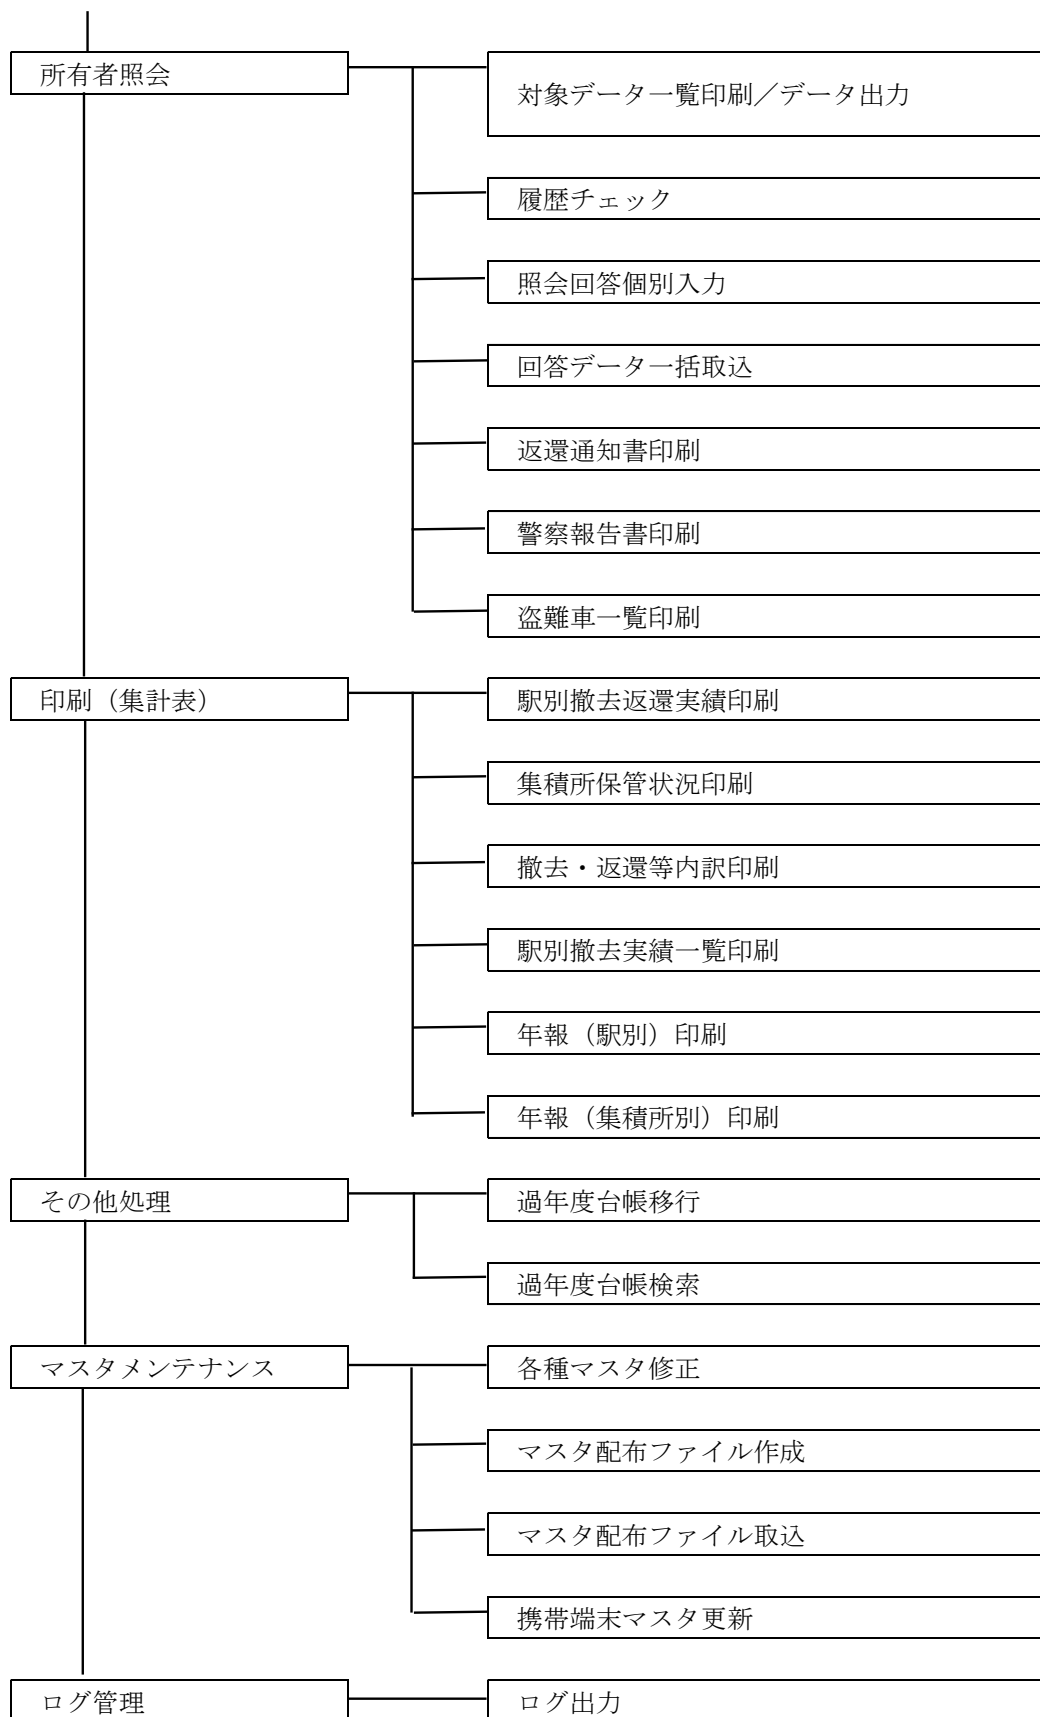 所有者照会
対象データ一覧印刷／データ出力
履歴チェック
照会回答個別入力
回答データ一括取込
返還通知書印刷
警察報告書印刷
盗難車一覧印刷
印刷（集計表）
駅別撤去返還実績印刷
集積所保管状況印刷
撤去・返還等内訳印刷
駅別撤去実績一覧印刷
年報（駅別）印刷
年報（集積所別）印刷
その他処理
過年度台帳移行
過年度台帳検索
マスタメンテナンス
各種マスタ修正
マスタ配布ファイル作成
マスタ配布ファイル取込
携帯端末マスタ更新
ログ管理
ログ出力